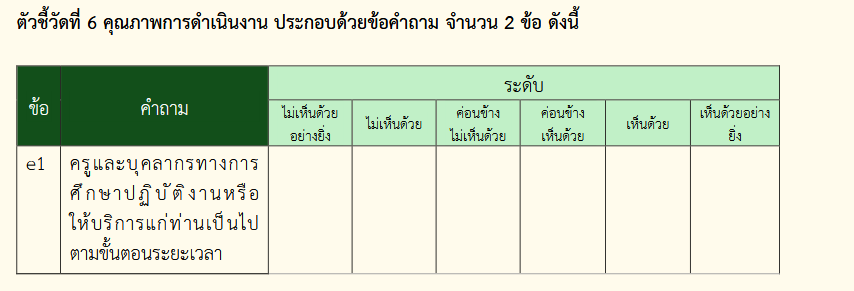 ตัวชี้วัดที่ 6 คุณภาพการดำเนินงาน ประกอบด้วยข้อคำถาม จำนวน 2 ข้อ ดังนี้
ข้อ คำถาม ระดับ
ไม่เห็นด้วยอย่างยิ่ง ไม่เห็นด้วย ค่อนข้างไม่เห็นด้วย ค่อนข้างเห็นด้วย เห็นด้วย เห็นด้วยอย่างยิ่ง
e1 ครูและบุคลากรทางการ
ศึกษาปฏิบัติงานหรือ
ให้บริการแก่ท่านเป็นไป
ตามขั้นตอนระยะเวลา